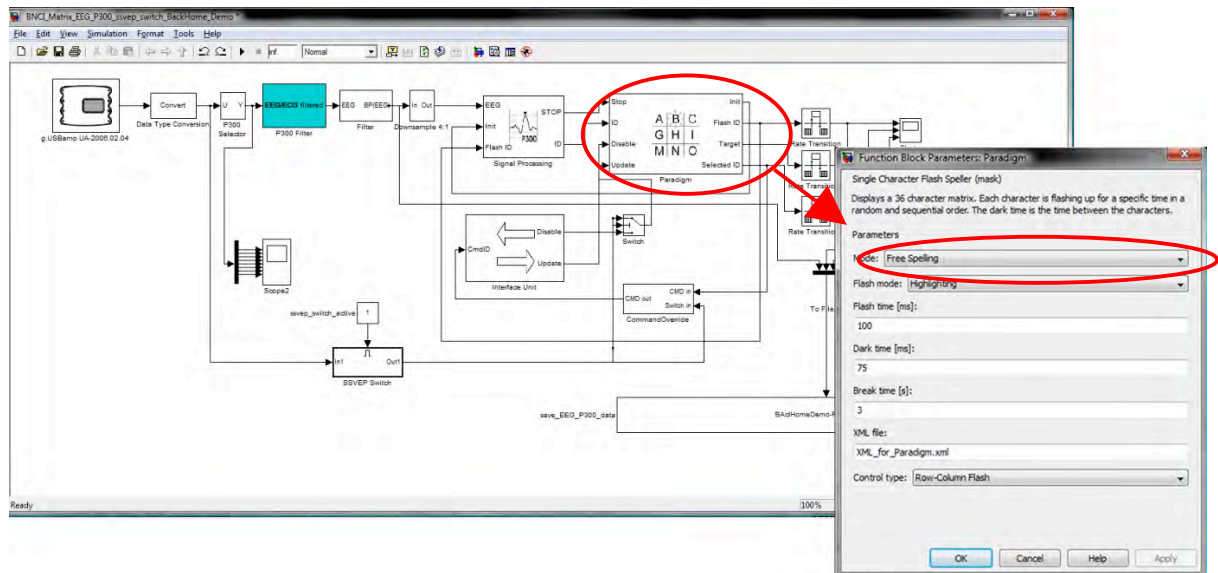 BNCI_Matrix_EEG_P300_ssvep_switch_BackHome_Demo
File Edit View Simulation Format Tools Help
inf Normal
g.USBamp UA-2008.02.04
Convert
Data Type Conversion
U Y
P300
Selector
EEG/ECG filtered
P300 Filter
EEG BP(EEG)
Filter
In Out
Downsample 4:1
EEG
Init
Flash ID
STOP
ID
P300
Signal Processing
Stop
ID
Disable
Update
A B C
G H I
M N O
Init
Flash ID
Target
Selected ID
Paradigm
Rate Transition
Rate Transition
Rate Transition
Scope2
CmdID
Disable
Update
Interface Unit
Switch
CMD out
CMD in
Switch in
CommandOverride
To File
ssvep_switch_active
1
In1 Out1
SSVEP Switch
save_EEG_P300_data
Ready
100%
Function Block Parameters: Paradigm
Single Character Flash Speller (mask)
Displays a 36 character matrix. Each character is flashing up for a specific time in a
random and sequential order. The dark time is the time between the characters.
Parameters
Mode: Free Spelling
Flash mode: Highlighting
Flash time [ms]:
100
Dark time [ms]:
75
Break time [s]:
3
XML file:
XML_for_Paradigm.xml
Control type: Row-Column Flash
OK Cancel Help Apply